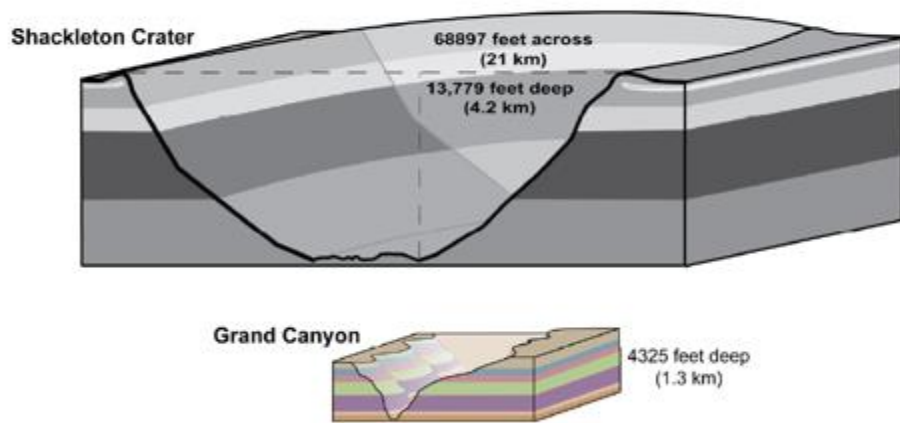 Shackleton Crater
68897 feet across
(21 km)
13,779 feet deep
(4.2 km)
Grand Canyon
4325 feet deep
(1.3 km)